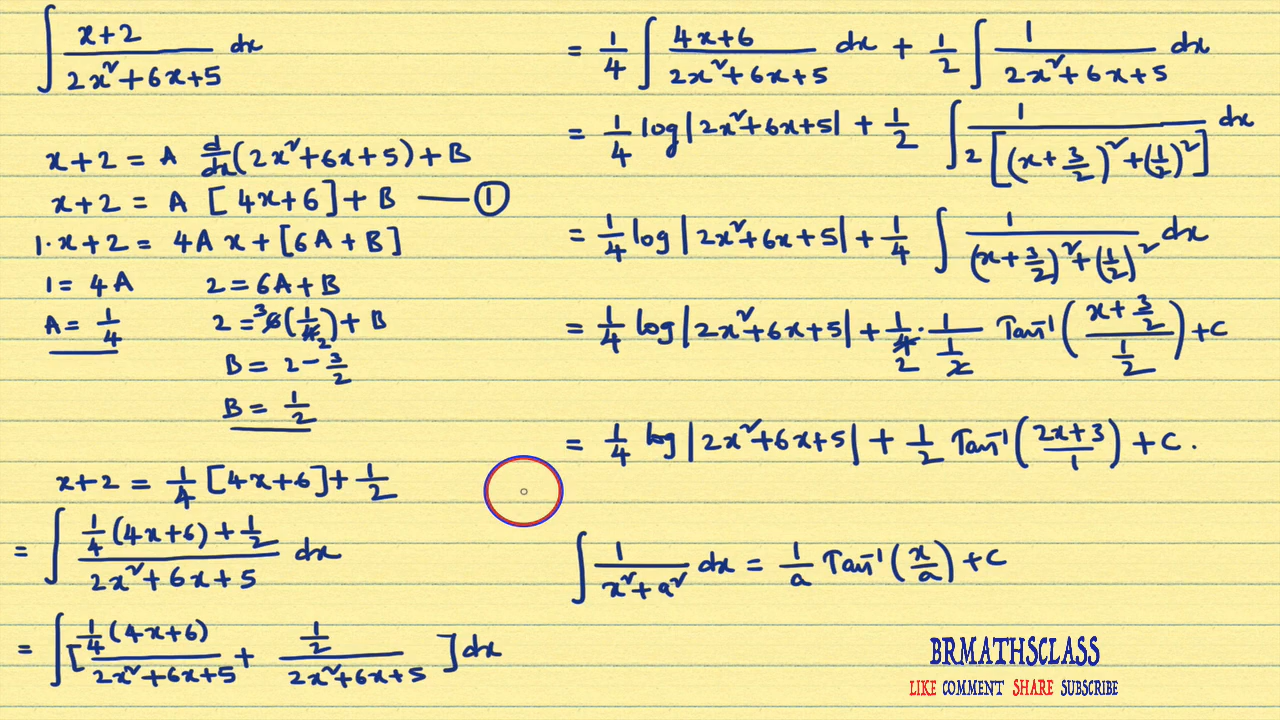 ∫ (x+2)/(2x²+6x+5) dx
x+2 = A d/dx(2x²+6x+5)+B
x+2 = A [4x+6]+B —— ①
1·x+2 = 4A x+[6A+B]
1 = 4A 2 = 6A+B
A = 1/4 2 = ³6̸(1/4̸₂)+B
B = 2 - 3/2
B = 1/2
x+2 = 1/4 [4x+6]+1/2
= ∫ (1/4 (4x+6)+1/2)/(2x²+6x+5) dx
= ∫[ (1/4 (4x+6))/(2x²+6x+5) + (1/2)/(2x²+6x+5) ]dx
= 1/4 ∫ (4x+6)/(2x²+6x+5) dx + 1/2 ∫ 1/(2x²+6x+5) dx
= 1/4 log|2x²+6x+5| + 1/2 ∫ 1/(2[(x+3/2)²+(1/2)²]) dx
= 1/4 log|2x²+6x+5| + 1/4 ∫ 1/((x+3/2)²+(1/2)²) dx
= 1/4 log|2x²+6x+5| + 1/4̸₂ · 1/(1/2̸) Tan⁻¹((x+3/2)/(1/2)) +C
= 1/4 log|2x²+6x+5| + 1/2 Tan⁻¹((2x+3)/1) +C.
∫ 1/(x²+a²) dx = 1/a Tan⁻¹(x/a)+C
BRMATHSCLASS
LIKE COMMENT SHARE SUBSCRIBE